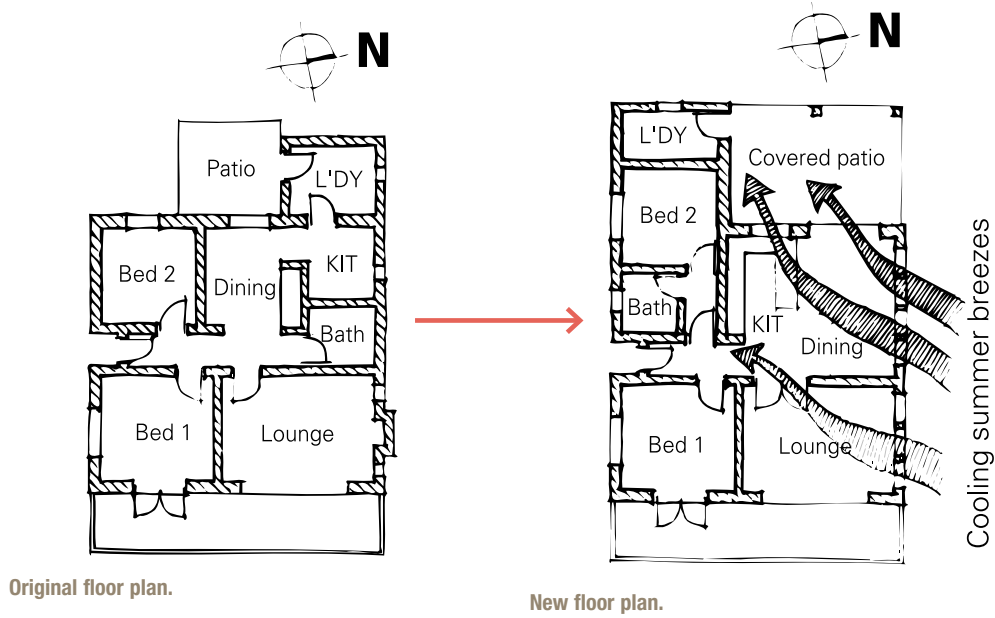 N
Patio
L'DY
Bed 2
Dining
KIT
Bath
Bed 1
Lounge
Original floor plan.
N
L'DY
Covered patio
Bed 2
Bath
KIT
Dining
Bed 1
Lounge
Cooling summer breezes
New floor plan.